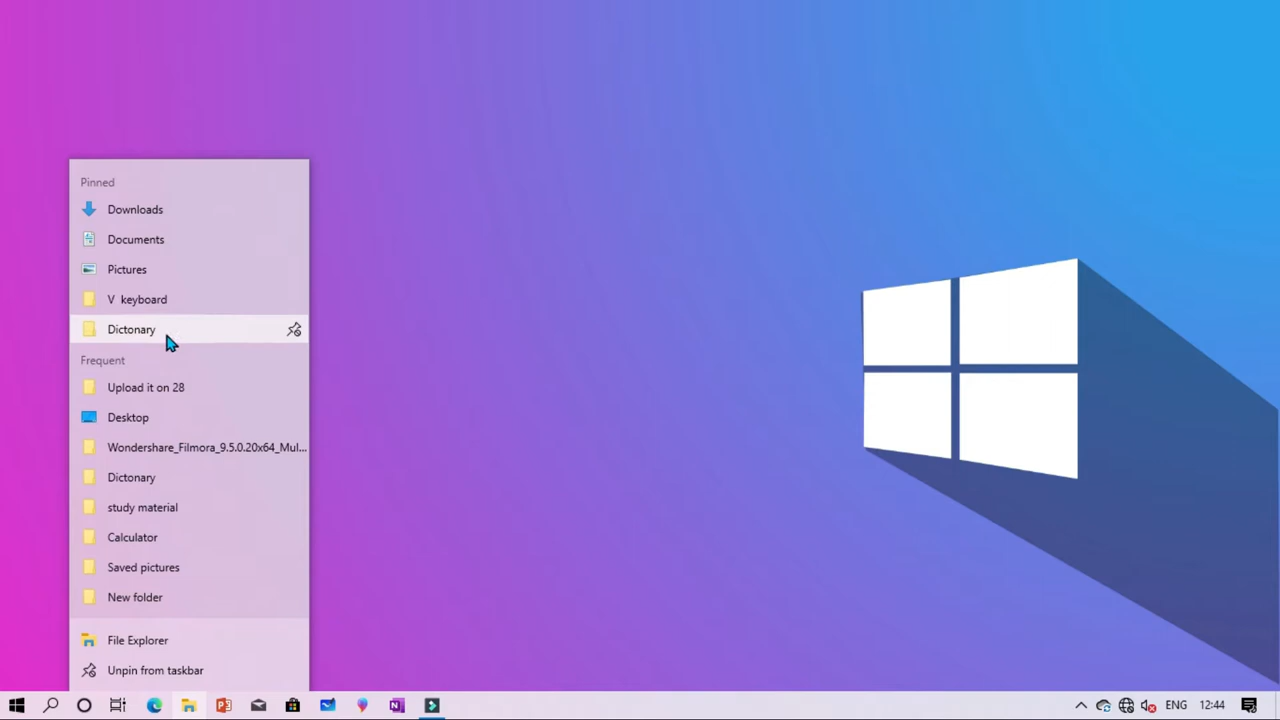 Pinned
Downloads
Documents
Pictures
V keyboard
Dictonary
Frequent
Upload it on 28
Desktop
Wondershare_Filmora_9.5.0.20x64_Mul...
Dictonary
study material
Calculator
Saved pictures
New folder
File Explorer
Unpin from taskbar
ENG 12:44